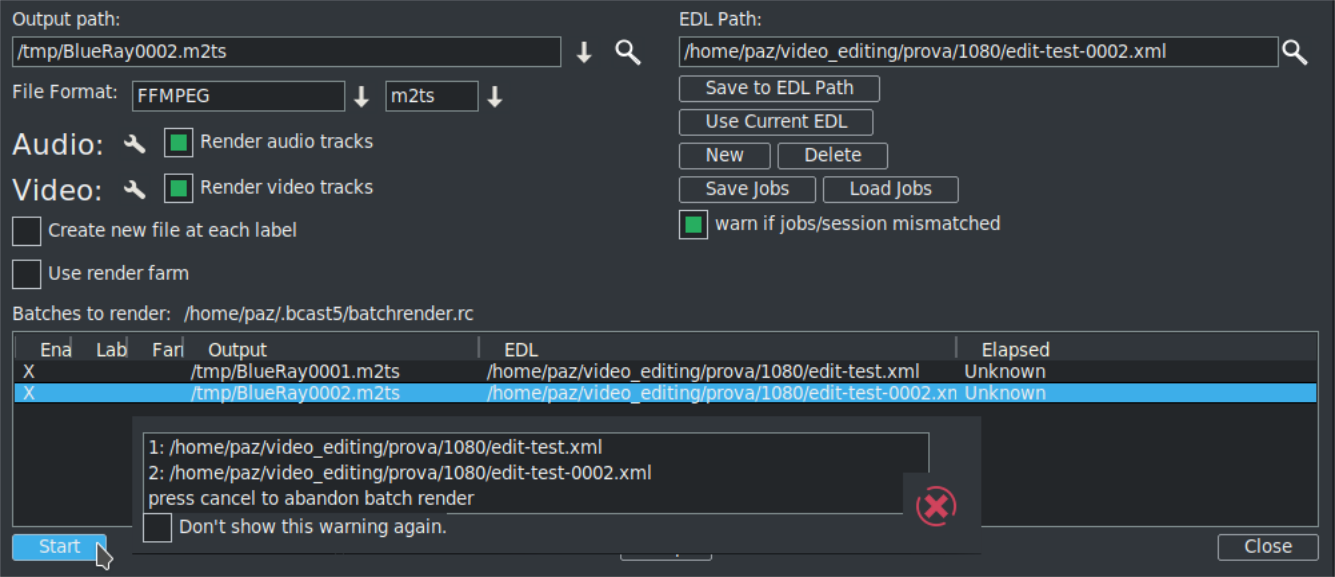 Output path:
/tmp/BlueRay0002.m2ts
File Format: FFMPEG m2ts
Audio: Render audio tracks
Video: Render video tracks
Create new file at each label
Use render farm
EDL Path:
/home/paz/video_editing/prova/1080/edit-test-0002.xml
Save to EDL Path
Use Current EDL
New Delete
Save Jobs Load Jobs
warn if jobs/session mismatched
Batches to render: /home/paz/.bcast5/batchrender.rc
Ena Lab Far Output EDL Elapsed
X /tmp/BlueRay0001.m2ts /home/paz/video_editing/prova/1080/edit-test.xml Unknown
X /tmp/BlueRay0002.m2ts /home/paz/video_editing/prova/1080/edit-test-0002.xn Unknown
1: /home/paz/video_editing/prova/1080/edit-test.xml
2: /home/paz/video_editing/prova/1080/edit-test-0002.xml
press cancel to abandon batch render
Don't show this warning again.
Start Close